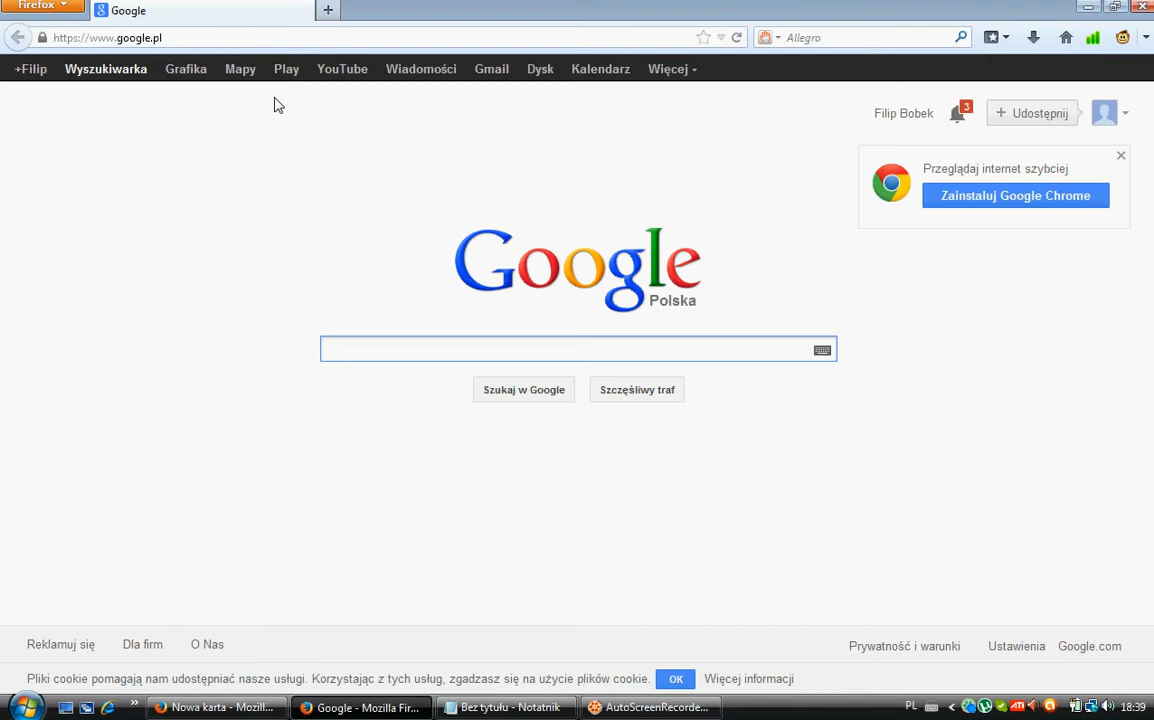 Firefox
Google
https://www.google.pl
Allegro
+Filip Wyszukiwarka Grafika Mapy Play YouTube Wiadomości Gmail Dysk Kalendarz Więcej
Filip Bobek 3 + Udostępnij
Przeglądaj internet szybciej
Zainstaluj Google Chrome
Google
Polska
Szukaj w Google Szczęśliwy traf
Reklamuj się Dla firm O Nas Prywatność i warunki Ustawienia Google.com
Pliki cookie pomagają nam udostępniać nasze usługi. Korzystając z tych usług, zgadzasz się na użycie plików cookie. OK Więcej informacji
Nowa karta - Mozill... Google - Mozilla Fir... Bez tytułu - Notatnik AutoScreenRecorde... PL 18:39